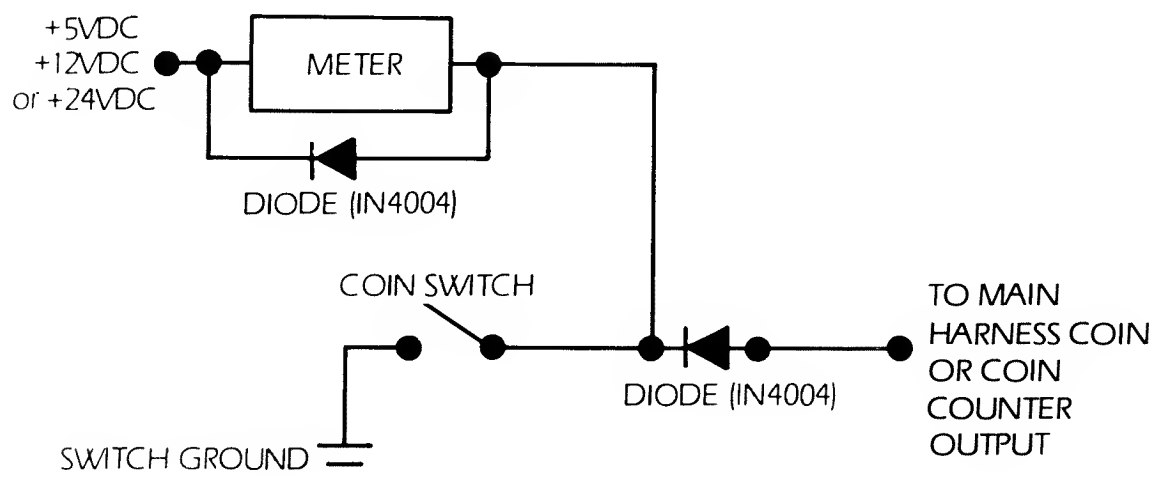 +5VDC
+12VDC
or +24VDC
METER
DIODE (IN4004)
COIN SWITCH
TO MAIN
HARNESS COIN
OR COIN
COUNTER
OUTPUT
DIODE (IN4004)
SWITCH GROUND